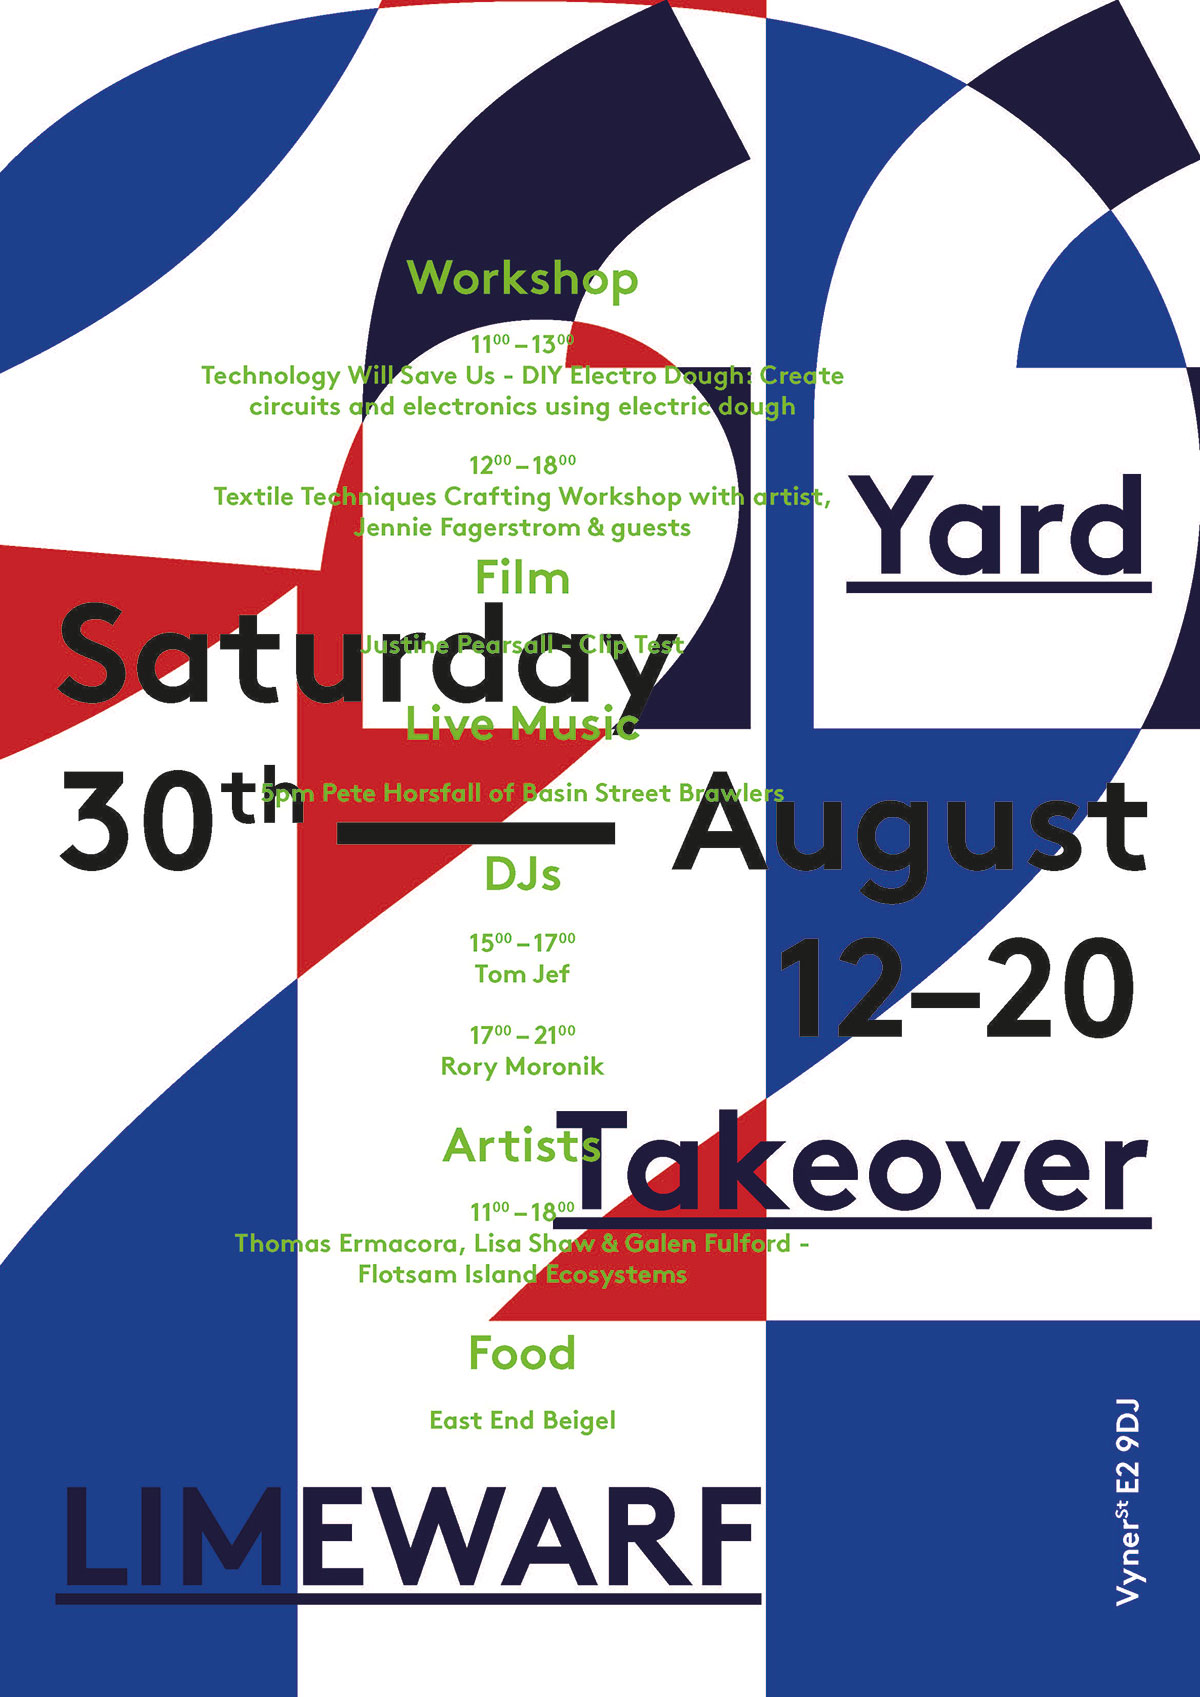 Workshop
11⁰⁰ – 13⁰⁰
Technology Will Save Us - DIY Electro Dough: Create
circuits and electronics using electric dough
12⁰⁰ – 18⁰⁰
Textile Techniques Crafting Workshop with artist,
Jennie Fagerstrom & guests
Yard
Film
Saturday
Justine Pearsall - Clip Test
Live Music
30th — August
5pm Pete Horsfall of Basin Street Brawlers
DJs
15⁰⁰ – 17⁰⁰
Tom Jef
12–20
17⁰⁰ – 21⁰⁰
Rory Moronik
Artists
Takeover
11⁰⁰ – 18⁰⁰
Thomas Ermacora, Lisa Shaw & Galen Fulford -
Flotsam Island Ecosystems
Food
East End Beigel
LIMEWARF
Vyner St E2 9DJ